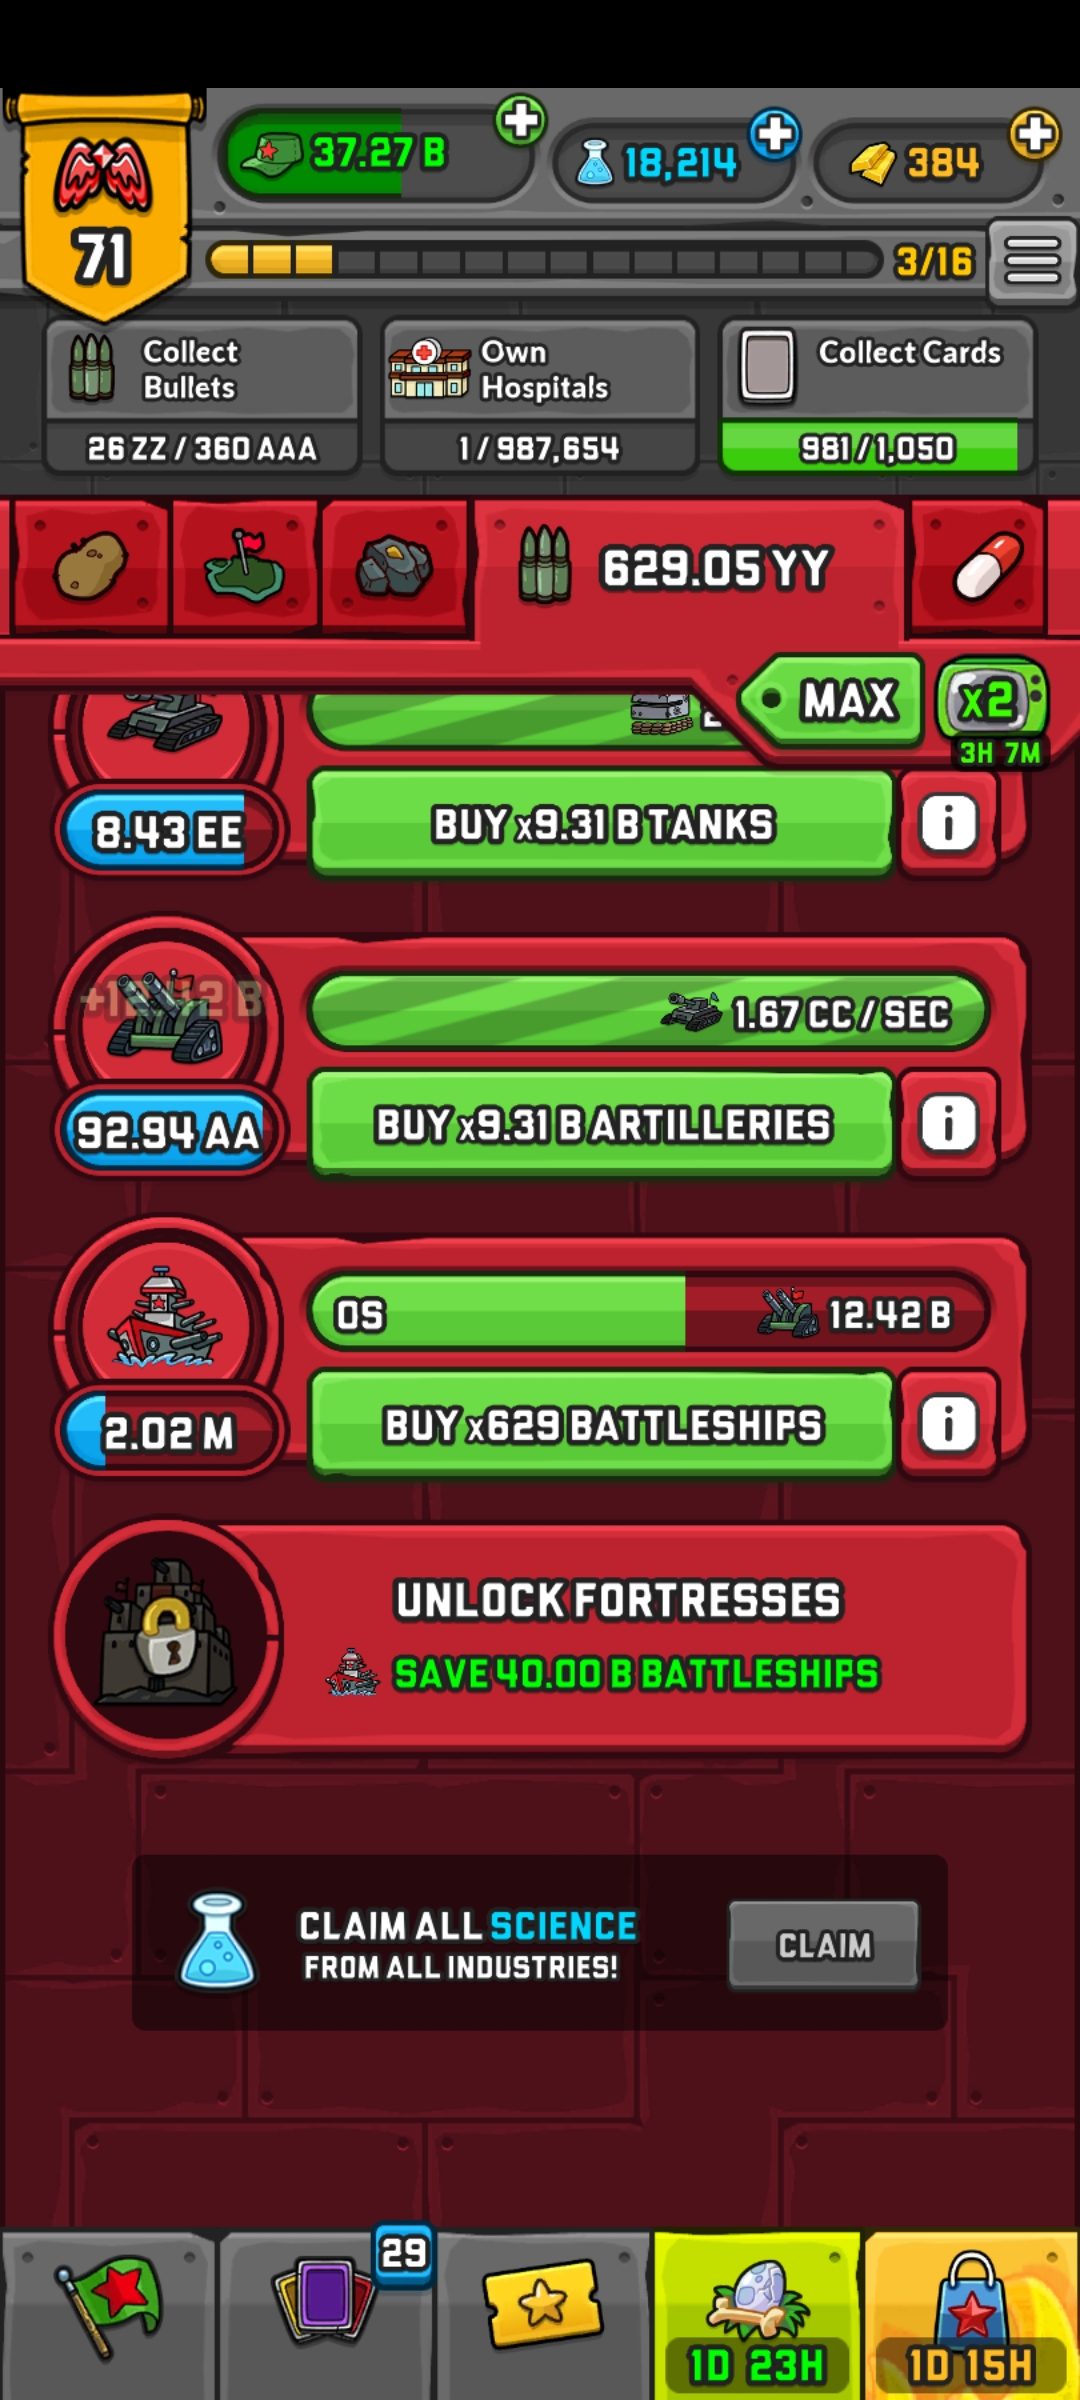 37.27 B
18,214
384
71
3/16
Collect
Bullets
26 ZZ / 360 AAA
Own
Hospitals
1 / 987,654
Collect Cards
981 / 1,050
629.05 YY
MAX
x2
3H 7M
8.43 EE
BUY x9.31 B TANKS
i
1.67 CC / SEC
92.94 AA
BUY x9.31 B ARTILLERIES
i
0S
12.42 B
2.02 M
BUY x629 BATTLESHIPS
i
UNLOCK FORTRESSES
SAVE 40.00 B BATTLESHIPS
CLAIM ALL SCIENCE
FROM ALL INDUSTRIES!
CLAIM
29
1D 23H
1D 15H